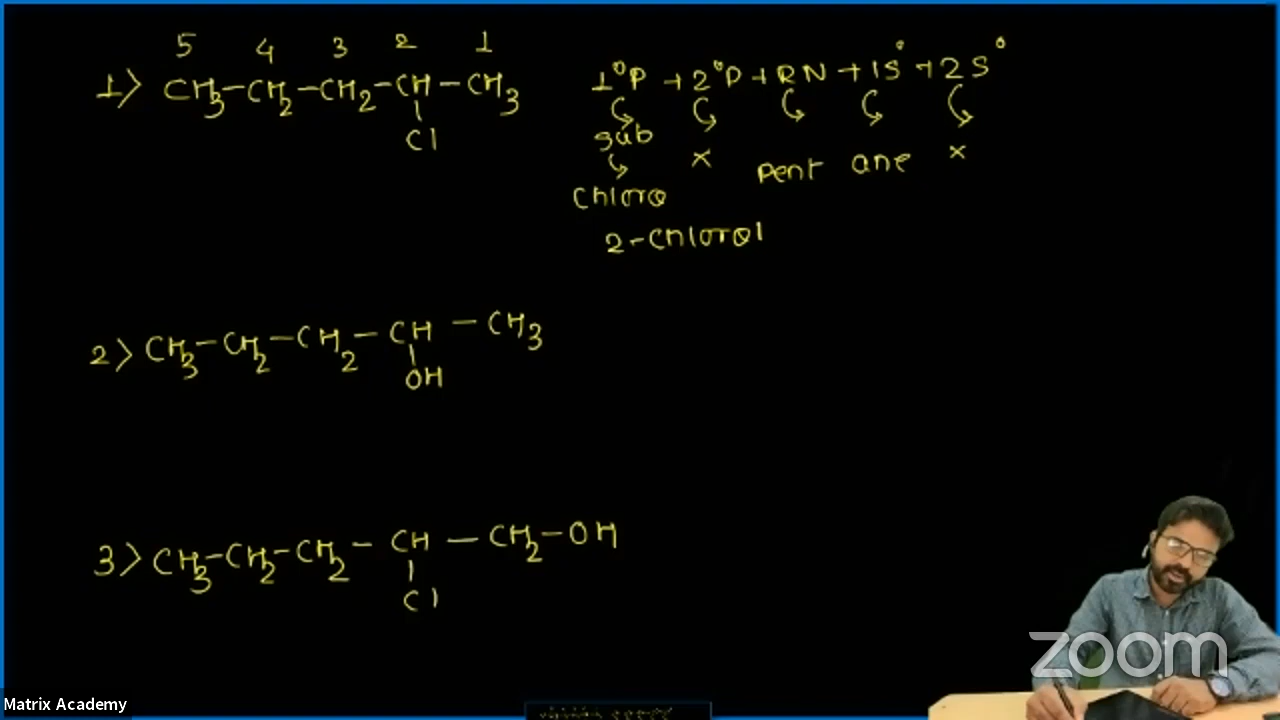 5 4 3 2 1
1) CH3-CH2-CH2-CH-CH3
Cl
1°P + 2°P + RN + 1S° + 2S°
sub
x pent ane x
Chloro
2-chlorol
2) CH3-CH2-CH2-CH-CH3
OH
3) CH3-CH2-CH2-CH-CH2-OH
Cl
zoom
Matrix Academy